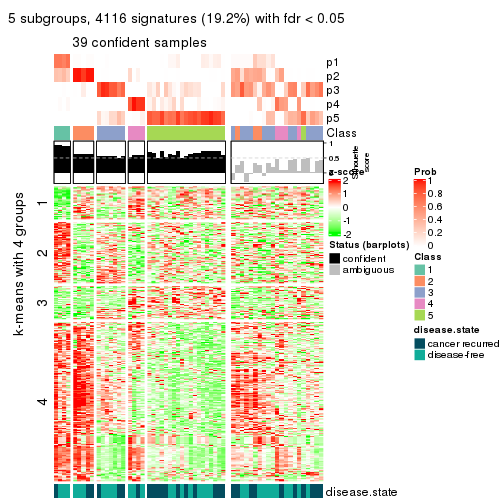 5 subgroups, 4116 signatures (19.2%) with fdr < 0.05
39 confident samples
p1
p2
p3
p4
p5
Class
1
0.5
0
Silhouette
score
k-means with 4 groups
1
2
3
4
disease.state
z-score
2
1
0
-1
-2
Status (barplots)
confident
ambiguous
Prob
1
0.8
0.6
0.4
0.2
0
Class
1
2
3
4
5
disease.state
cancer recurred
disease-free